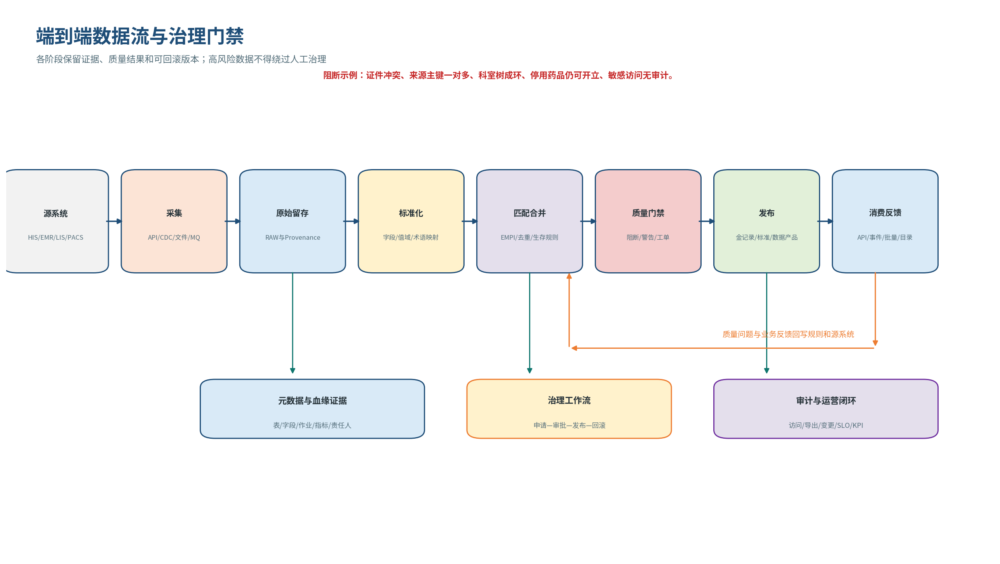 端到端数据流与治理门禁
各阶段保留证据、质量结果和可回滚版本；高风险数据不得绕过人工治理
阻断示例：证件冲突、来源主键一对多、科室树成环、停用药品仍可开立、敏感访问无审计。
源系统
HIS/EMR/LIS/PACS
采集
API/CDC/文件/MQ
原始留存
RAW与Provenance
标准化
字段/值域/术语映射
匹配合并
EMPI/去重/生存规则
质量门禁
阻断/警告/工单
发布
金记录/标准/数据产品
消费反馈
API/事件/批量/目录
质量问题与业务反馈回写规则和源系统
元数据与血缘证据
表/字段/作业/指标/责任人
治理工作流
申请—审批—发布—回滚
审计与运营闭环
访问/导出/变更/SLO/KPI